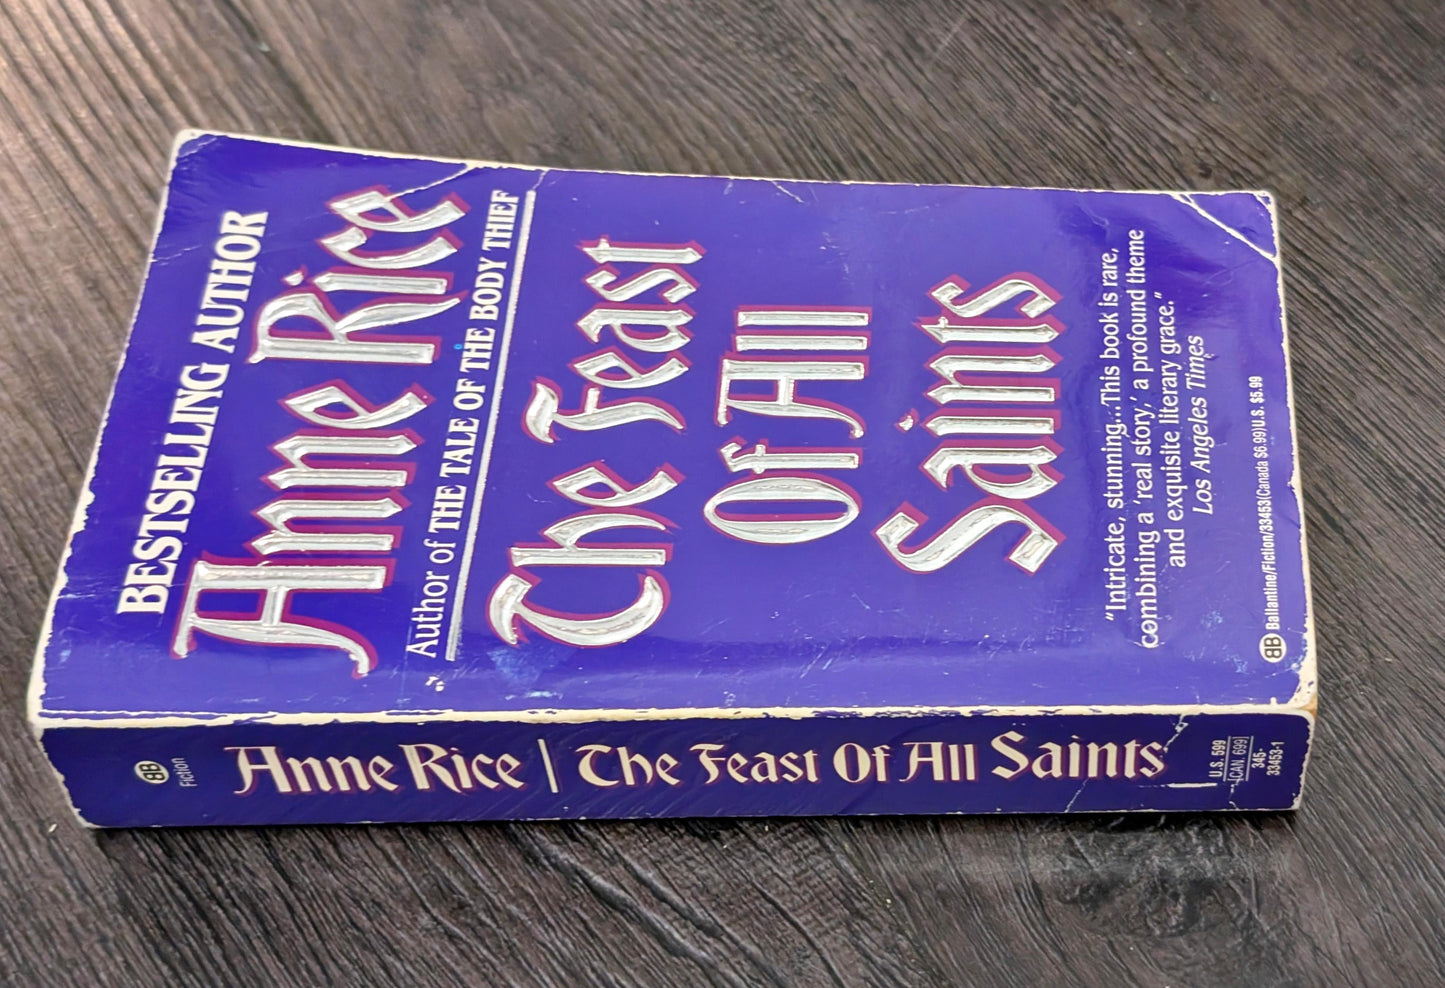 BESTSELLING AUTHOR
Anne Rice
Author of THE TALE OF THE BODY THIEF
The Feast
Of All
Saints
"Intricate, stunning...This book is rare,
combining a 'real story,' a profound theme
and exquisite literary grace."
Los Angeles Times
BB Ballantine/Fiction/33453(Canada $6.99)U.S. $5.99
BB
Fiction
Anne Rice | The Feast Of All Saints
U.S. 599
[CAN. 699]
345-
33453-1